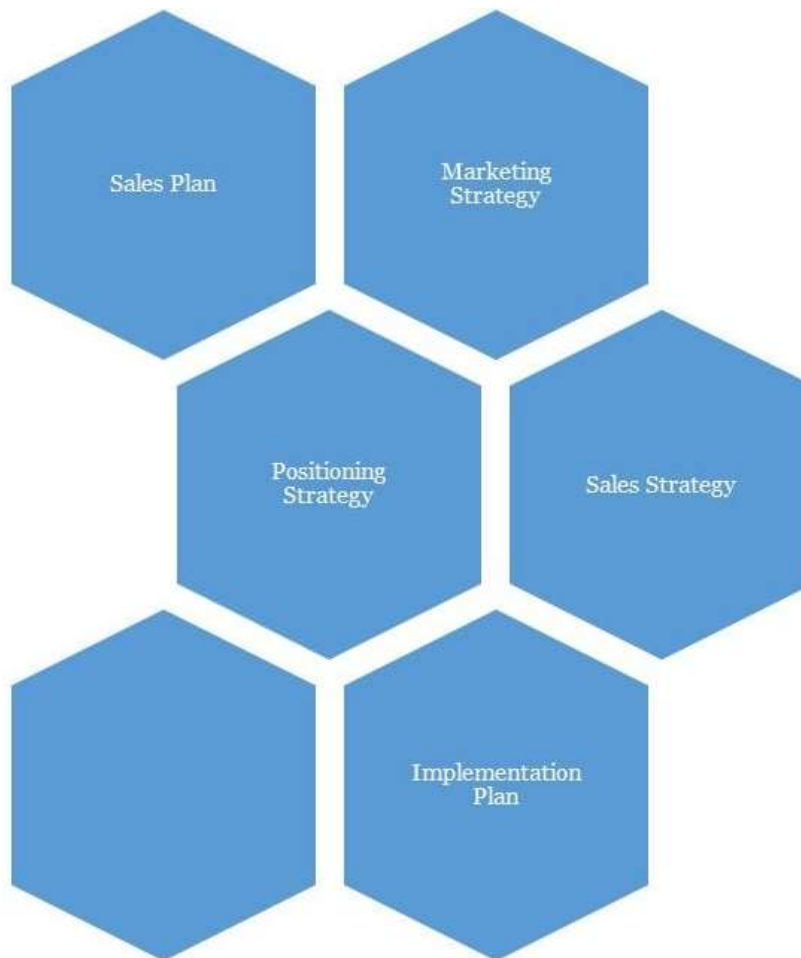 Sales Plan
Marketing
Strategy
Positioning
Strategy
Sales Strategy
Implementation
Plan